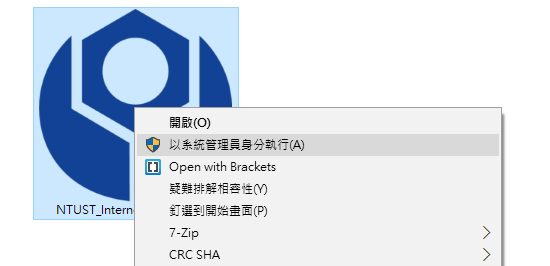 開啟(O)
以系統管理員身分執行(A)
Open with Brackets
疑難排解相容性(Y)
NTUST_Intern
釘選到開始畫面(P)
7-Zip
CRC SHA